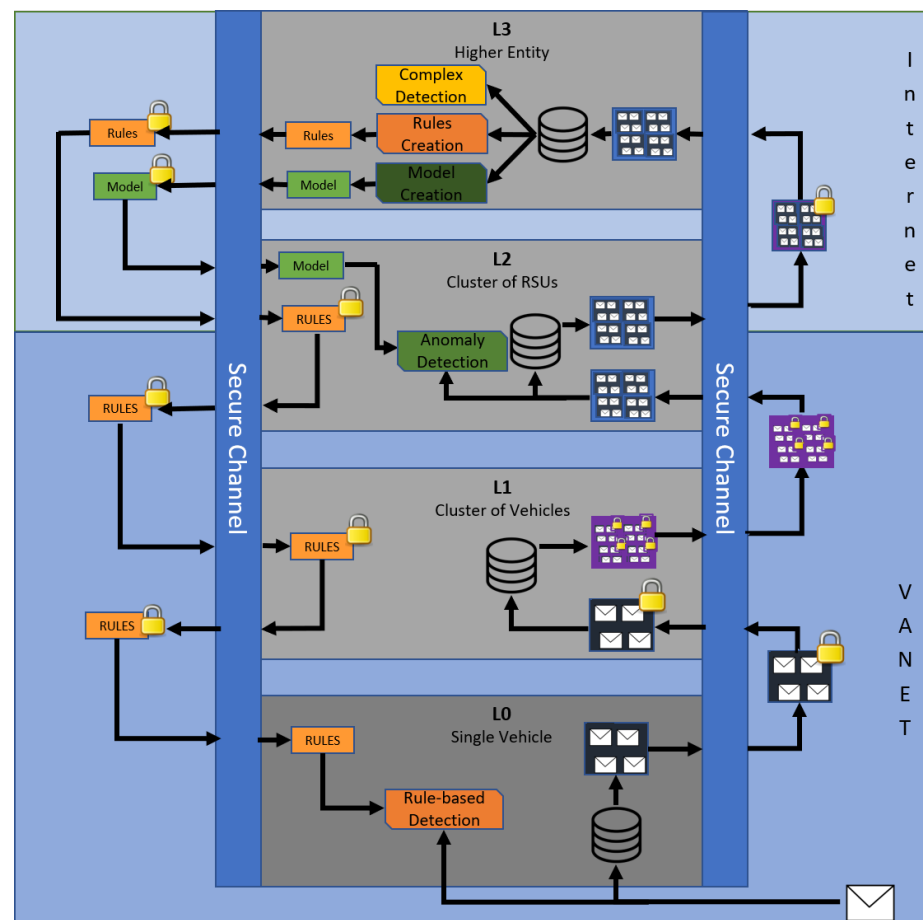 L3
Higher Entity
Complex
Detection
Rules
Rules
Rules
Creation
Model
Model
Model
Creation
Internet
L2
Cluster of RSUs
Model
RULES
Anomaly
Detection
RULES
Secure Channel
Secure Channel
L1
Cluster of Vehicles
RULES
RULES
VANET
L0
Single Vehicle
RULES
Rule-based
Detection